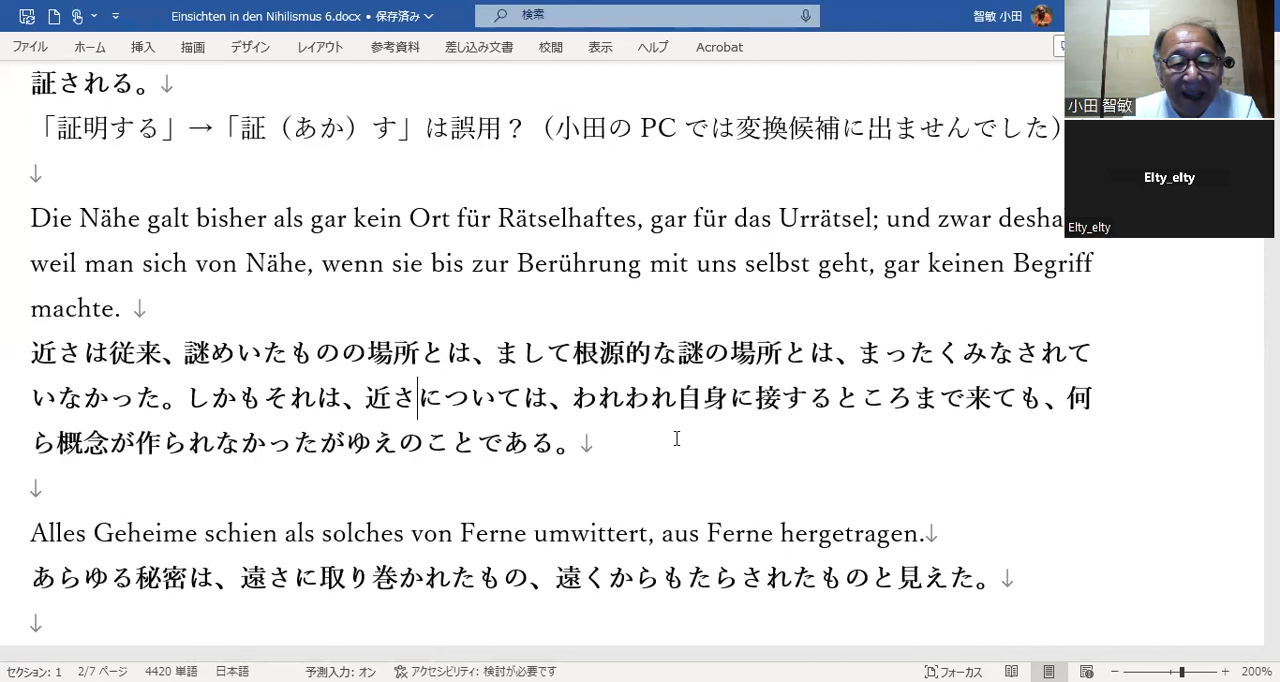 Einsichten in den Nihilismus 6.docx • 保存済み
検索
智敏 小田
ファイル ホーム 挿入 描画 デザイン レイアウト 参考資料 差し込み文書 校閲 表示 ヘルプ Acrobat
小田 智敏
Elty_elty
Elty_elty
証される。↓
「証明する」→「証（あか）す」は誤用？（小田の PC では変換候補に出ませんでした）
↓
Die Nähe galt bisher als gar kein Ort für Rätselhaftes, gar für das Urrätsel; und zwar desha
weil man sich von Nähe, wenn sie bis zur Berührung mit uns selbst geht, gar keinen Begriff
machte. ↓
近さは従来、謎めいたものの場所とは、まして根源的な謎の場所とは、まったくみなされて
いなかった。しかもそれは、近さについては、われわれ自身に接するところまで来ても、何
ら概念が作られなかったがゆえのことである。↓
↓
Alles Geheime schien als solches von Ferne umwittert, aus Ferne hergetragen.↓
あらゆる秘密は、遠さに取り巻かれたもの、遠くからもたらされたものと見えた。↓
↓
セクション: 1 2/7 ページ 4420 単語 日本語 予測入力: オン アクセシビリティ: 検討が必要です フォーカス 200%